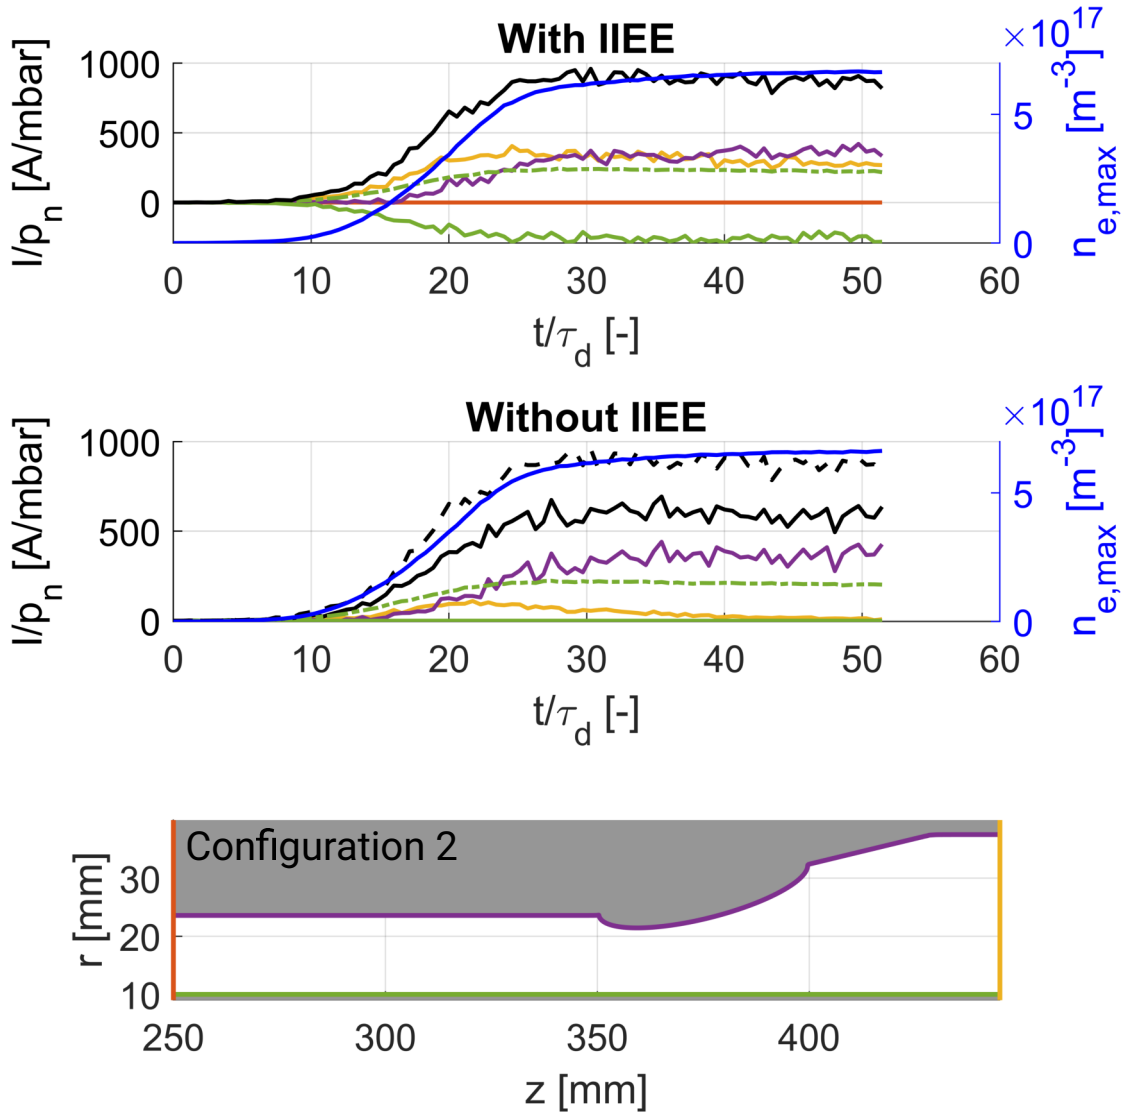 With IIEE
×10^17
I/p_n [A/mbar]
1000
500
0
5
0
n_e,max [m^-3]
0 10 20 30 40 50 60
t/τ_d [-]
Without IIEE
×10^17
I/p_n [A/mbar]
1000
500
0
5
0
n_e,max [m^-3]
0 10 20 30 40 50 60
t/τ_d [-]
Configuration 2
r [mm]
30
20
10
250 300 350 400
z [mm]